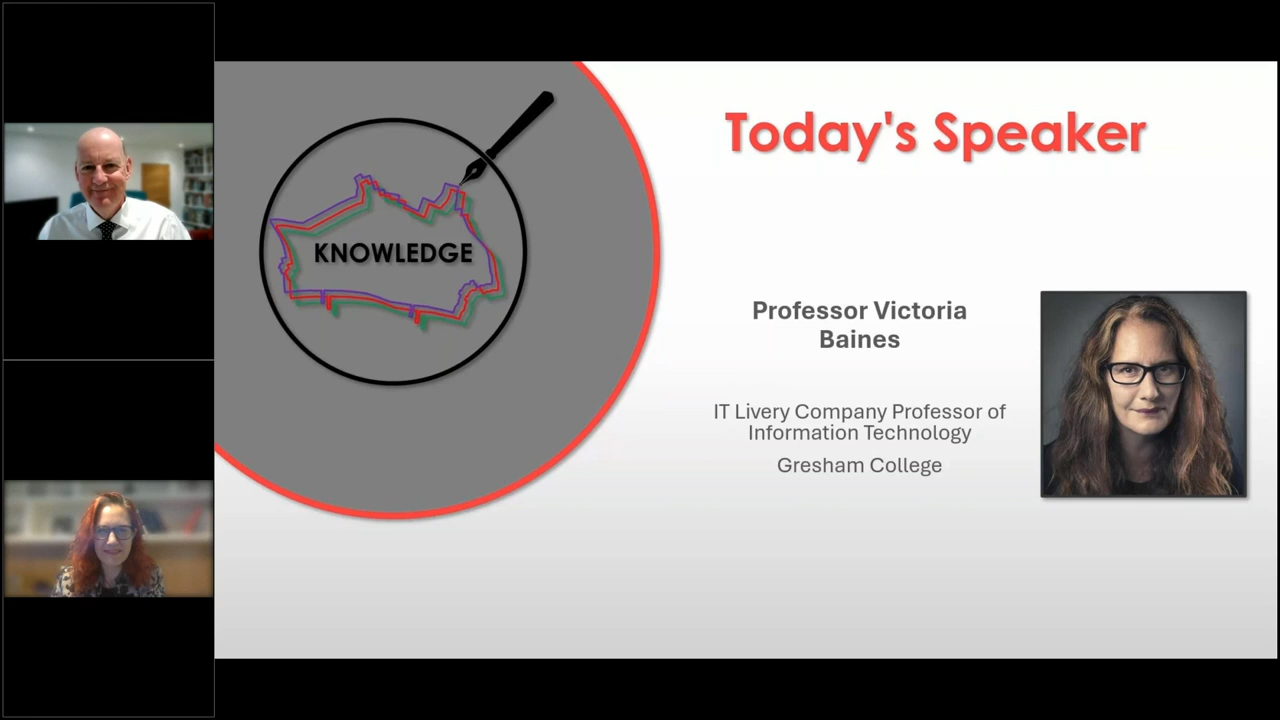 KNOWLEDGE
Today's Speaker
Professor Victoria
Baines
IT Livery Company Professor of
Information Technology
Gresham College